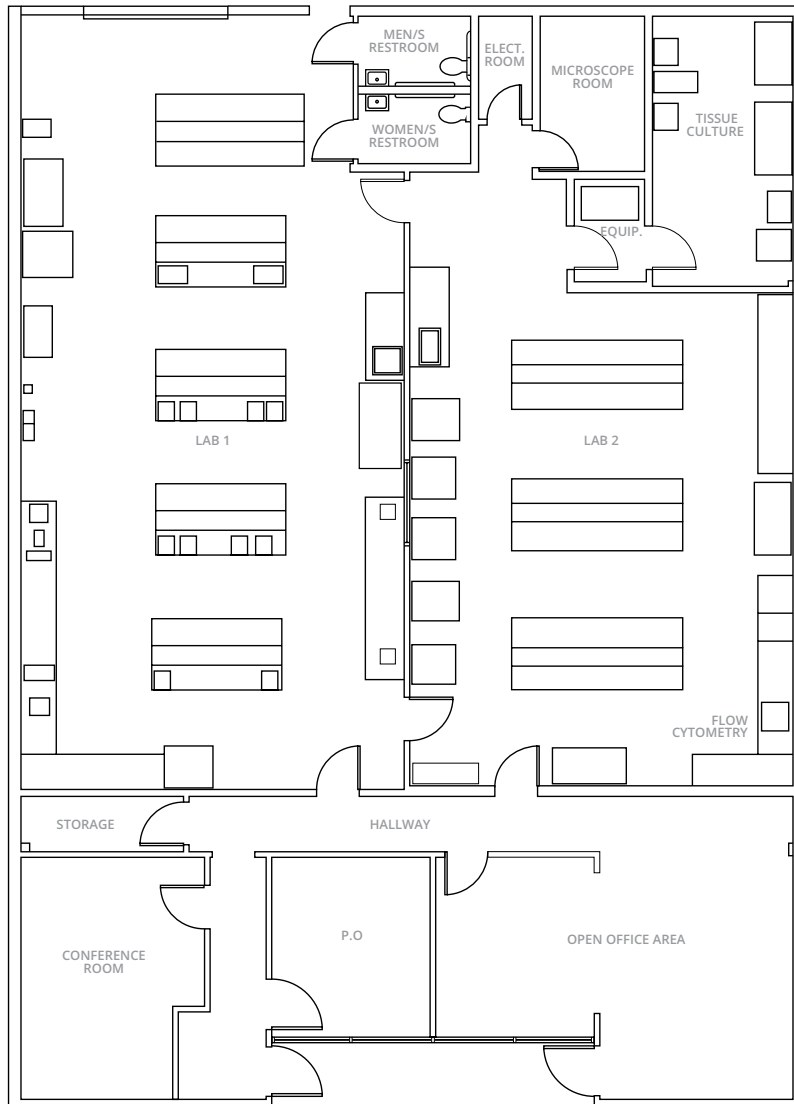 MEN/S
RESTROOM
ELECT.
ROOM
MICROSCOPE
ROOM
TISSUE
CULTURE
WOMEN/S
RESTROOM
EQUIP.
LAB 1
LAB 2
FLOW
CYTOMETRY
STORAGE
HALLWAY
P.O
OPEN OFFICE AREA
CONFERENCE
ROOM